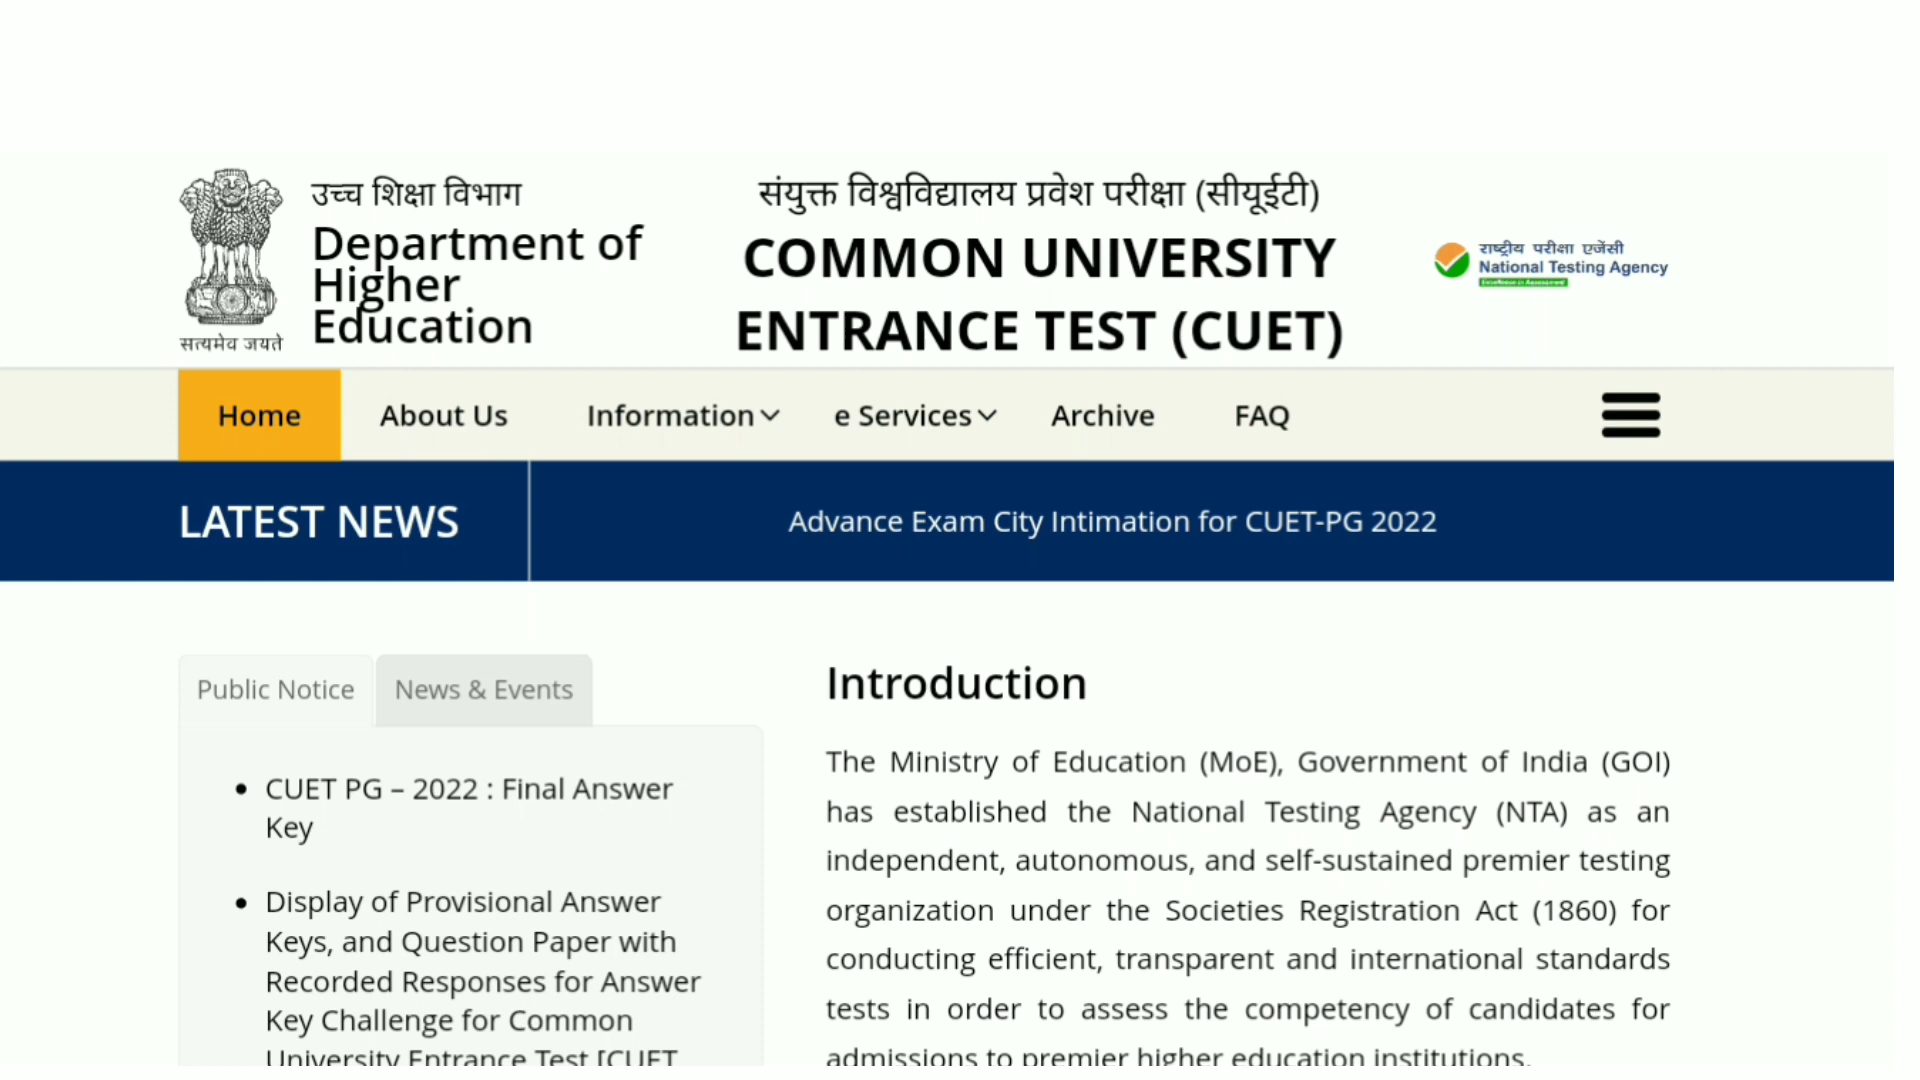 उच्च शिक्षा विभाग
Department of
Higher
Education
सत्यमेव जयते
संयुक्त विश्वविद्यालय प्रवेश परीक्षा (सीयूईटी)
COMMON UNIVERSITY
ENTRANCE TEST (CUET)
राष्ट्रीय परीक्षा एजेंसी
National Testing Agency
Excellence in Assessment
Home About Us Information e Services Archive FAQ
LATEST NEWS
Advance Exam City Intimation for CUET-PG 2022
Public Notice News & Events
CUET PG – 2022 : Final Answer
Key
Display of Provisional Answer
Keys, and Question Paper with
Recorded Responses for Answer
Key Challenge for Common
University Entrance Test [CUET
Introduction
The Ministry of Education (MoE), Government of India (GOI)
has established the National Testing Agency (NTA) as an
independent, autonomous, and self-sustained premier testing
organization under the Societies Registration Act (1860) for
conducting efficient, transparent and international standards
tests in order to assess the competency of candidates for
admissions to premier higher education institutions.